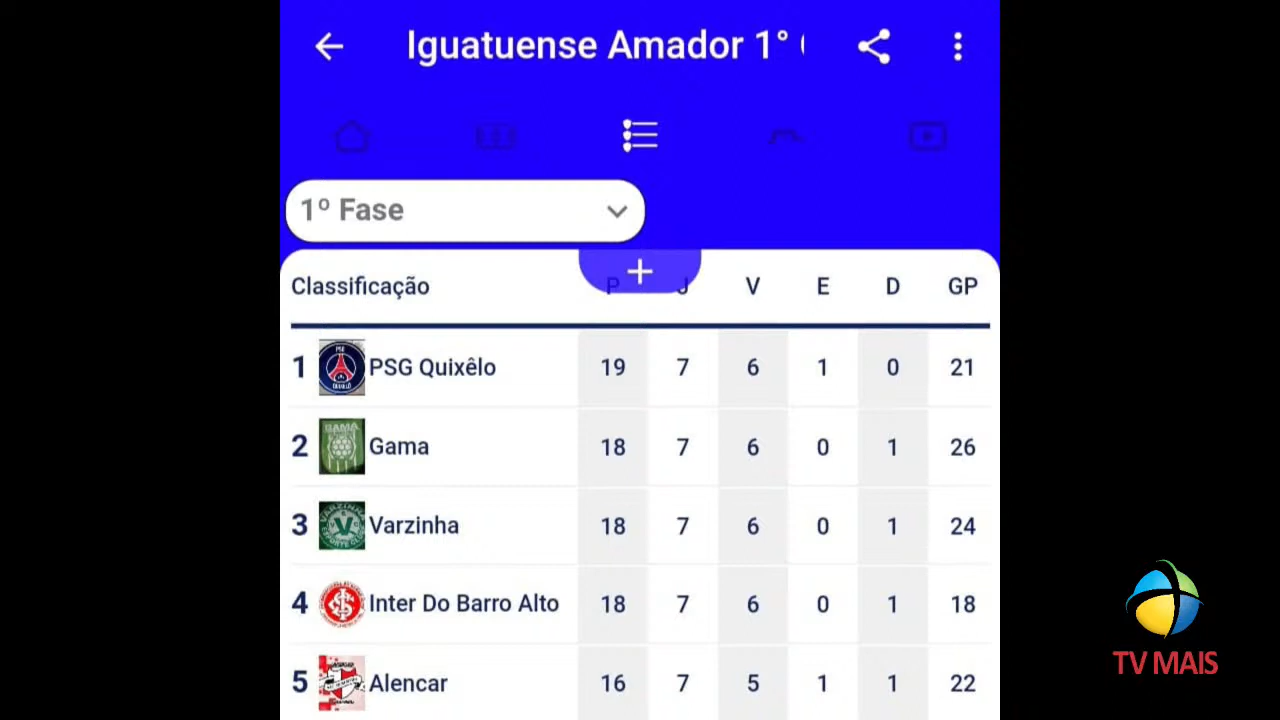 Iguatuense Amador 1°
1º Fase
Classificação P J V E D GP
1 PSG Quixêlo 19 7 6 1 0 21
2 Gama 18 7 6 0 1 26
3 Varzinha 18 7 6 0 1 24
4 Inter Do Barro Alto 18 7 6 0 1 18
5 Alencar 16 7 5 1 1 22
TV MAIS